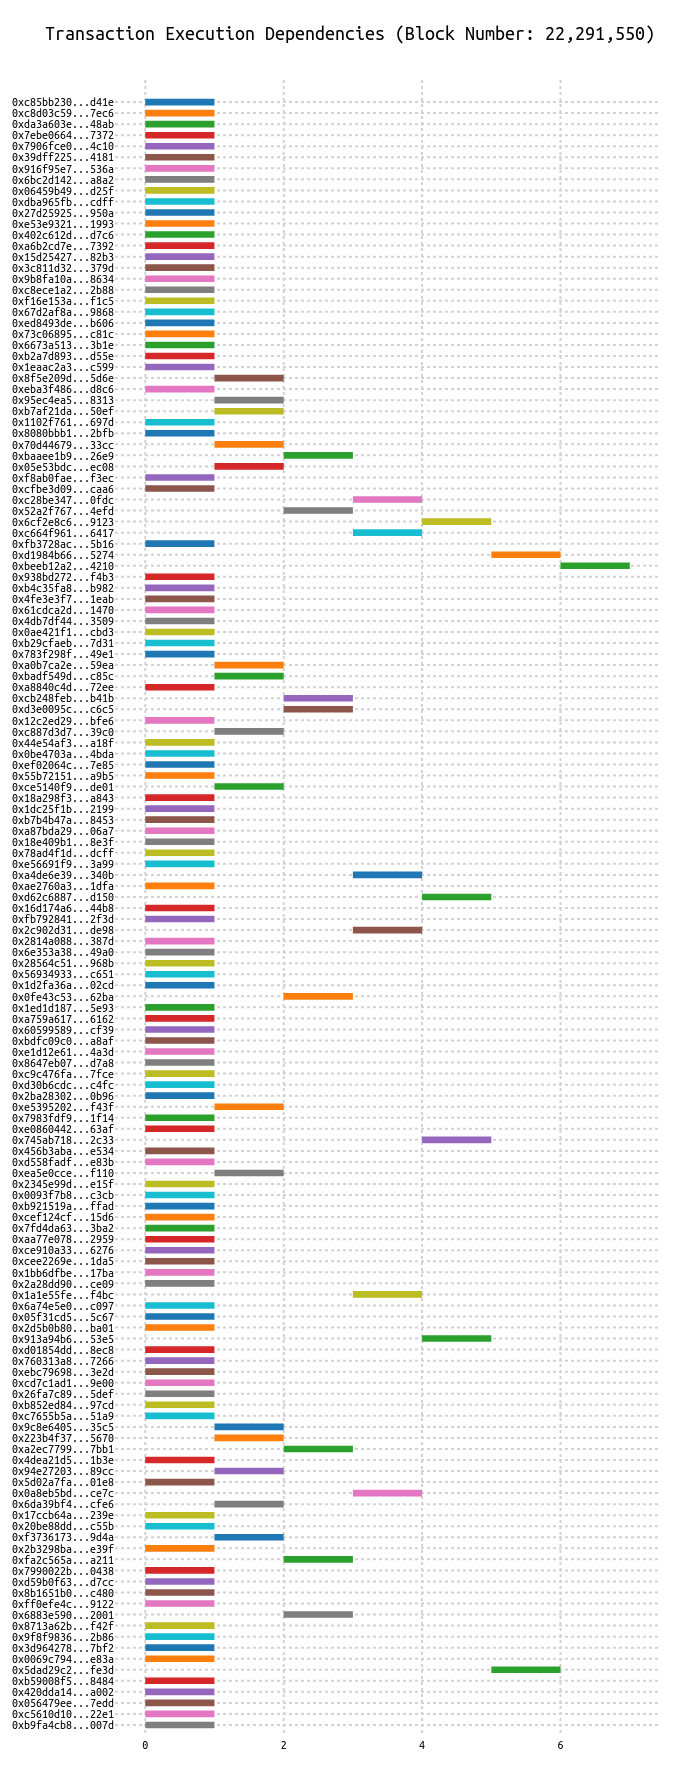 Transaction Execution Dependencies (Block Number: 22,291,550)
0xc85bb230...d41e
0xc8d03c59...7ec6
0xda3a603e...48ab
0x7ebe0664...7372
0x7906fce0...4c10
0x39dff225...4181
0x916f95e7...536a
0x6bc2d142...a8a2
0x06459b49...d25f
0xdba965fb...cdff
0x27d25925...950a
0xe53e9321...1993
0x402c612d...d7c6
0xa6b2cd7e...7392
0x15d25427...82b3
0x3c811d32...379d
0x9b8fa10a...8634
0xc8ece1a2...2b88
0xf16e153a...f1c5
0x67d2af8a...9868
0xed8493de...b606
0x73c06895...c81c
0x6673a513...3b1e
0xb2a7d893...d55e
0x1eaac2a3...c599
0x8f5e209d...5d6e
0xeba3f486...d8c6
0x95ec4ea5...8313
0xb7af21da...50ef
0x1102f761...697d
0x8080bbb1...2bfb
0x70d44679...33cc
0xbaaee1b9...26e9
0x05e53bdc...ec08
0xf8ab0fae...f3ec
0xcfbe3d09...caa6
0xc28be347...0fdc
0x52a2f767...4efd
0x6cf2e8c6...9123
0xc664f961...6417
0xfb3728ac...5b16
0xd1984b66...5274
0xbeeb12a2...4210
0x938bd272...f4b3
0xb4c35fa8...b982
0x4fe3e3f7...1eab
0x61cdca2d...1470
0x4db7df44...3509
0x0ae421f1...cbd3
0xb29cfaeb...7d31
0x783f298f...49e1
0xa0b7ca2e...59ea
0xbadf549d...c85c
0xa8840c4d...72ee
0xcb248feb...b41b
0xd3e0095c...c6c5
0x12c2ed29...bfe6
0xc887d3d7...39c0
0x44e54af3...a18f
0x0be4703a...4bda
0xef02064c...7e85
0x55b72151...a9b5
0xce5140f9...de01
0x18a298f3...a843
0x1dc25f1b...2199
0xb7b4b47a...8453
0xa87bda29...06a7
0x18e409b1...8e3f
0x78ad4f1d...dcff
0xe56691f9...3a99
0xa4de6e39...340b
0xae2760a3...1dfa
0xd62c6887...d150
0x16d174a6...44b8
0xfb792841...2f3d
0x2c902d31...de98
0x2814a088...387d
0x6e353a38...49a0
0x28564c51...968b
0x56934933...c651
0x1d2fa36a...02cd
0x0fe43c53...62ba
0x1ed1d187...5e93
0xa759a617...6162
0x60599589...cf39
0xbdfc09c0...a8af
0xe1d12e61...4a3d
0x8647eb07...d7a8
0xc9c476fa...7fce
0xd30b6cdc...c4fc
0x2ba28302...0b96
0xe5395202...f43f
0x7983fdf9...1f14
0xe0860442...63af
0x745ab718...2c33
0x456b3aba...e534
0xd558fadf...e83b
0xea5e0cce...f110
0x2345e99d...e15f
0x0093f7b8...c3cb
0xb921519a...ffad
0xcef124cf...15d6
0x7fd4da63...3ba2
0xaa77e078...2959
0xce910a33...6276
0xcee2269e...1da5
0x1bb6dfbe...17ba
0x2a28dd90...ce09
0x1a1e55fe...f4bc
0x6a74e5e0...c097
0x05f31cd5...5c67
0x2d5b0b80...ba01
0x913a94b6...53e5
0xd01854dd...8ec8
0x760313a8...7266
0xebc79698...3e2d
0xcd7c1ad1...9e00
0x26fa7c89...5def
0xb852ed84...97cd
0xc7655b5a...51a9
0x9c8e6405...35c5
0x223b4f37...5670
0xa2ec7799...7bb1
0x4dea21d5...1b3e
0x94e27203...89cc
0x5d02a7fa...01e8
0x0a8eb5bd...ce7c
0x6da39bf4...cfe6
0x17ccb64a...239e
0x20be88dd...c55b
0xf3736173...9d4a
0x2b3298ba...e39f
0xfa2c565a...a211
0x7990022b...0438
0xd59b0f63...d7cc
0x8b1651b0...c480
0xff0efe4c...9122
0x6883e590...2001
0x8713a62b...f42f
0x9f8f9836...2b86
0x3d964278...7bf2
0x0069c794...e83a
0x5dad29c2...fe3d
0xb59008f5...8484
0x420dda14...a002
0x056479ee...7edd
0xc5610d10...22e1
0xb9fa4cb8...007d
0 2 4 6